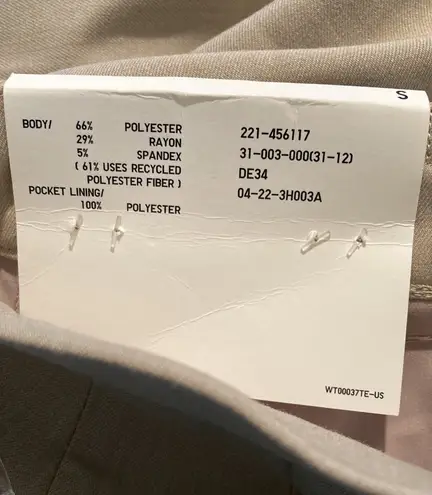 S
BODY/ 66% POLYESTER 221-456117
29% RAYON 31-003-000(31-12)
5% SPANDEX DE34
( 61% USES RECYCLED 04-22-3H003A
POLYESTER FIBER )
POCKET LINING/
100% POLYESTER
WT00037TE-US